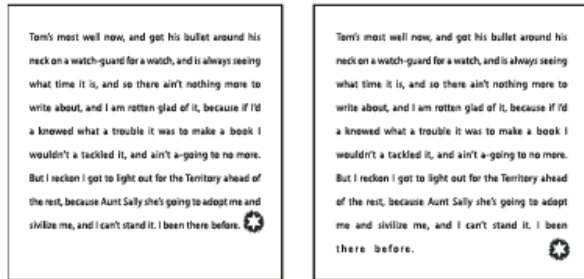 Tom's most well now, and got his bullet around his
neck on a watch-guard for a watch, and is always seeing
what time it is, and so there ain't nothing more to
write about, and I am rotten glad of it, because if I'd
a knowed what a trouble it was to make a book I
wouldn't a tackled it, and ain't a-going to no more.
But I reckon I got to light out for the Territory ahead of
the rest, because Aunt Sally she's going to adopt me and
sivilize me, and I can't stand it. I been there before.
Tom's most well now, and got his bullet around his
neck on a watch-guard for a watch, and is always seeing
what time it is, and so there ain't nothing more to
write about, and I am rotten glad of it, because if I'd
a knowed what a trouble it was to make a book I
wouldn't a tackled it, and ain't a-going to no more.
But I reckon I got to light out for the Territory ahead
of the rest, because Aunt Sally she's going to adopt
me and sivilize me, and I can't stand it. I been
there before.